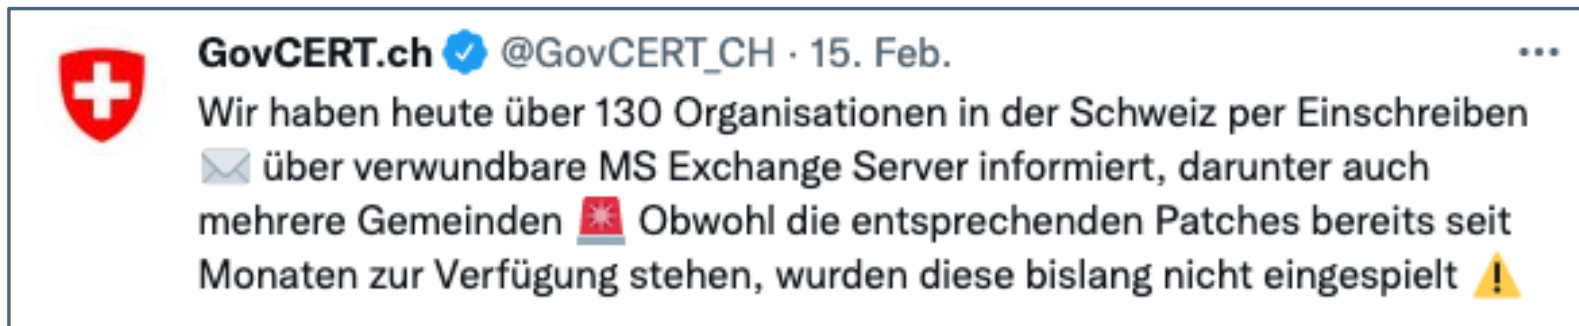 GovCERT.ch @GovCERT_CH · 15. Feb.
Wir haben heute über 130 Organisationen in der Schweiz per Einschreiben
✉️ über verwundbare MS Exchange Server informiert, darunter auch
mehrere Gemeinden 🚨 Obwohl die entsprechenden Patches bereits seit
Monaten zur Verfügung stehen, wurden diese bislang nicht eingespielt ⚠️